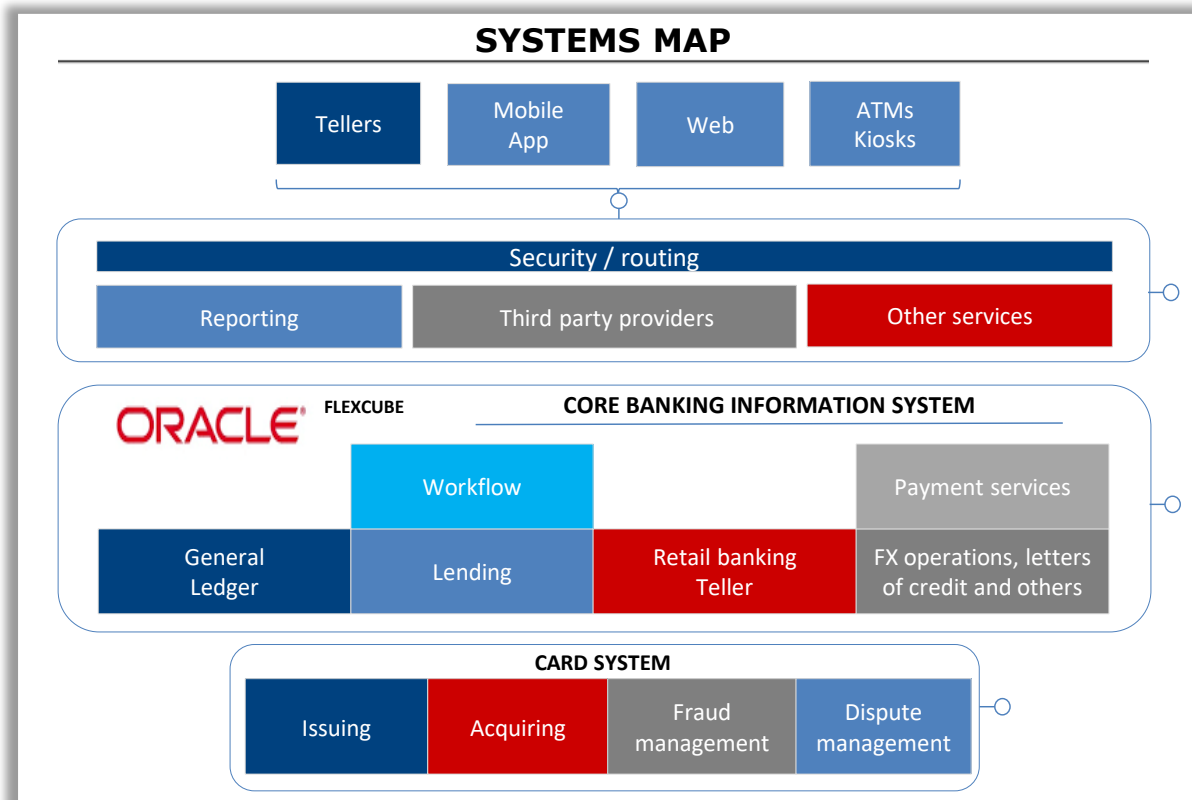 SYSTEMS MAP
Tellers
Mobile
App
Web
ATMs
Kiosks
Security / routing
Reporting
Third party providers
Other services
ORACLE®
FLEXCUBE
CORE BANKING INFORMATION SYSTEM
Workflow
Payment services
General
Ledger
Lending
Retail banking
Teller
FX operations, letters
of credit and others
CARD SYSTEM
Issuing
Acquiring
Fraud
management
Dispute
management